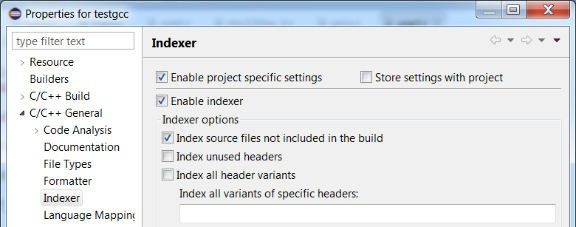 Properties for testgcc
type filter text
Resource
Builders
C/C++ Build
C/C++ General
Code Analysis
Documentation
File Types
Formatter
Indexer
Language Mapping
Indexer
Enable project specific settings
Store settings with project
Enable indexer
Indexer options
Index source files not included in the build
Index unused headers
Index all header variants
Index all variants of specific headers: